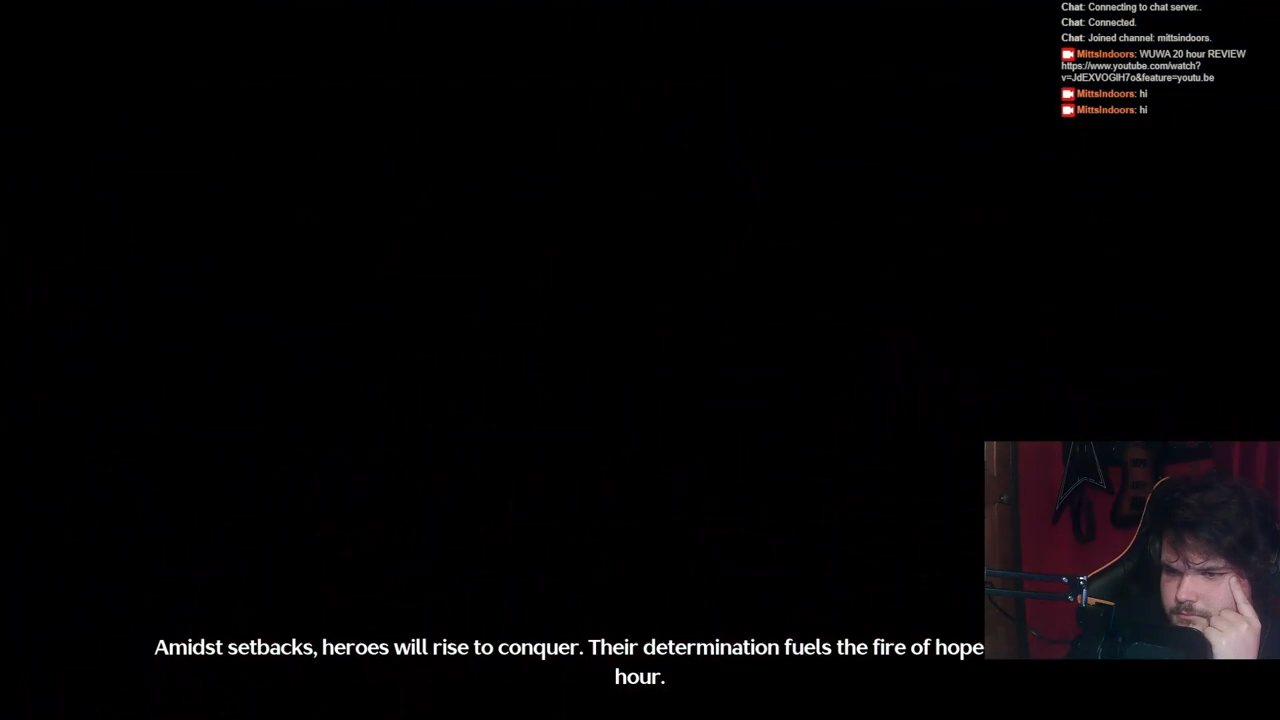 Chat: Connecting to chat server..
Chat: Connected.
Chat: Joined channel: mittsindoors.
MittsIndoors: WUWA 20 hour REVIEW
https://www.youtube.com/watch?
v=JdEXVOGIH7o&feature=youtu.be
MittsIndoors: hi
MittsIndoors: hi
Amidst setbacks, heroes will rise to conquer. Their determination fuels the fire of hope
hour.